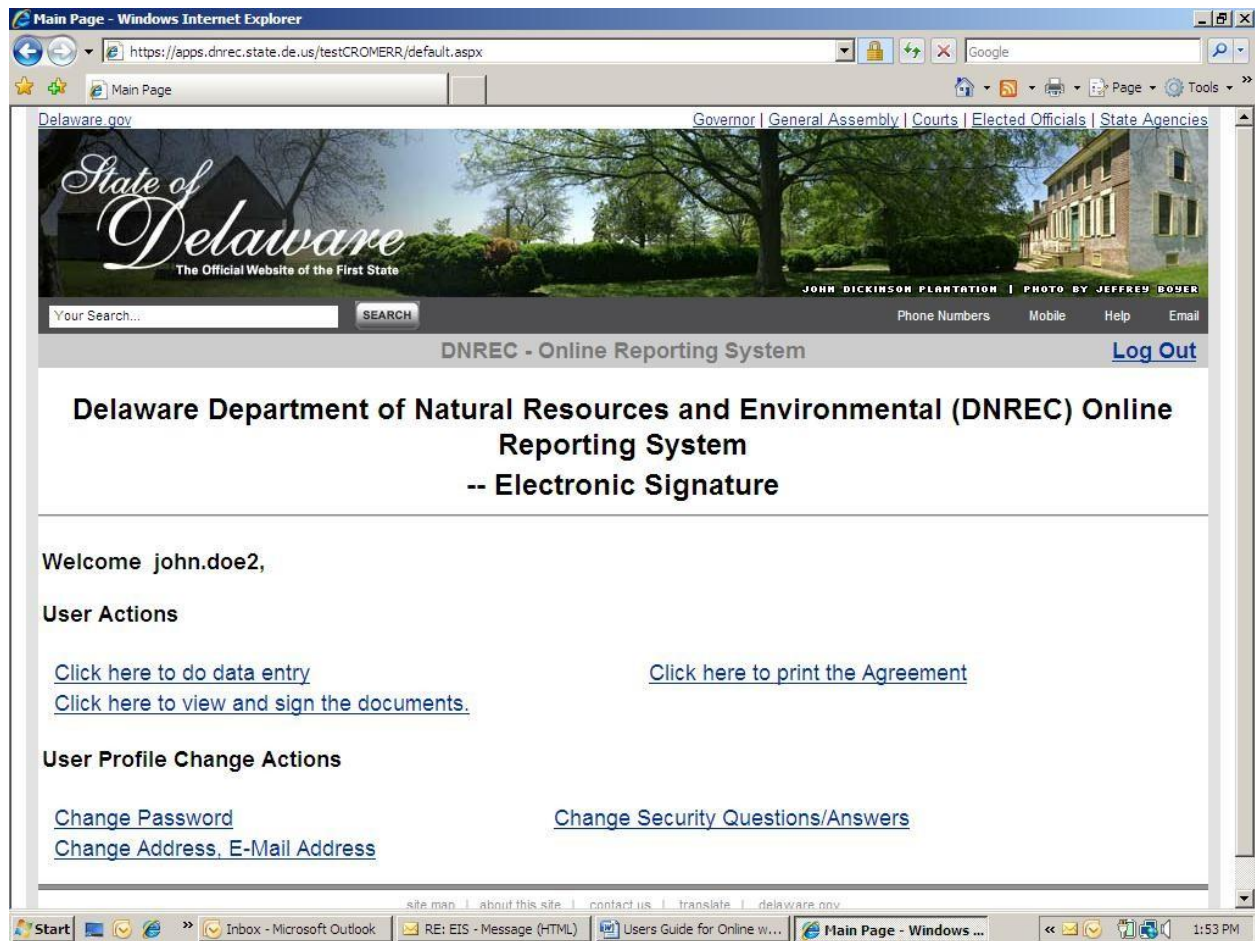 Main Page - Windows Internet Explorer
https://apps.dnrec.state.de.us/testCROMERR/default.aspx
Google
Main Page
Page
Tools
Delaware.gov
Governor | General Assembly | Courts | Elected Officials | State Agencies
State of
Delaware
The Official Website of the First State
JOHN DICKINSON PLANTATION | PHOTO BY JEFFREY BOYER
Your Search...
SEARCH
Phone Numbers Mobile Help Email
DNREC - Online Reporting System
Log Out
Delaware Department of Natural Resources and Environmental (DNREC) Online
Reporting System
-- Electronic Signature
Welcome john.doe2,
User Actions
Click here to do data entry
Click here to print the Agreement
Click here to view and sign the documents.
User Profile Change Actions
Change Password
Change Security Questions/Answers
Change Address, E-Mail Address
site map | about this site | contact us | translate | delaware.gov
Start
Inbox - Microsoft Outlook
RE: EIS - Message (HTML)
Users Guide for Online w...
Main Page - Windows ...
1:53 PM